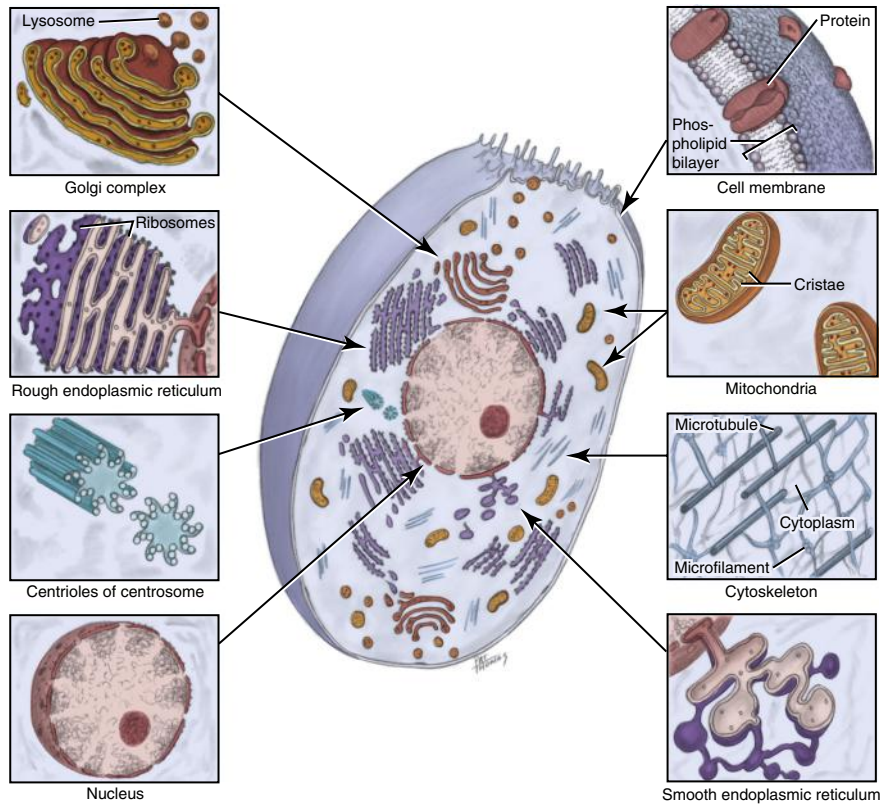 Lysosome
Golgi complex
Ribosomes
Rough endoplasmic reticulum
Centrioles of centrosome
Nucleus
Protein
Phos-
pholipid
bilayer
Cell membrane
Cristae
Mitochondria
Microtubule
Cytoplasm
Microfilament
Cytoskeleton
Smooth endoplasmic reticulum